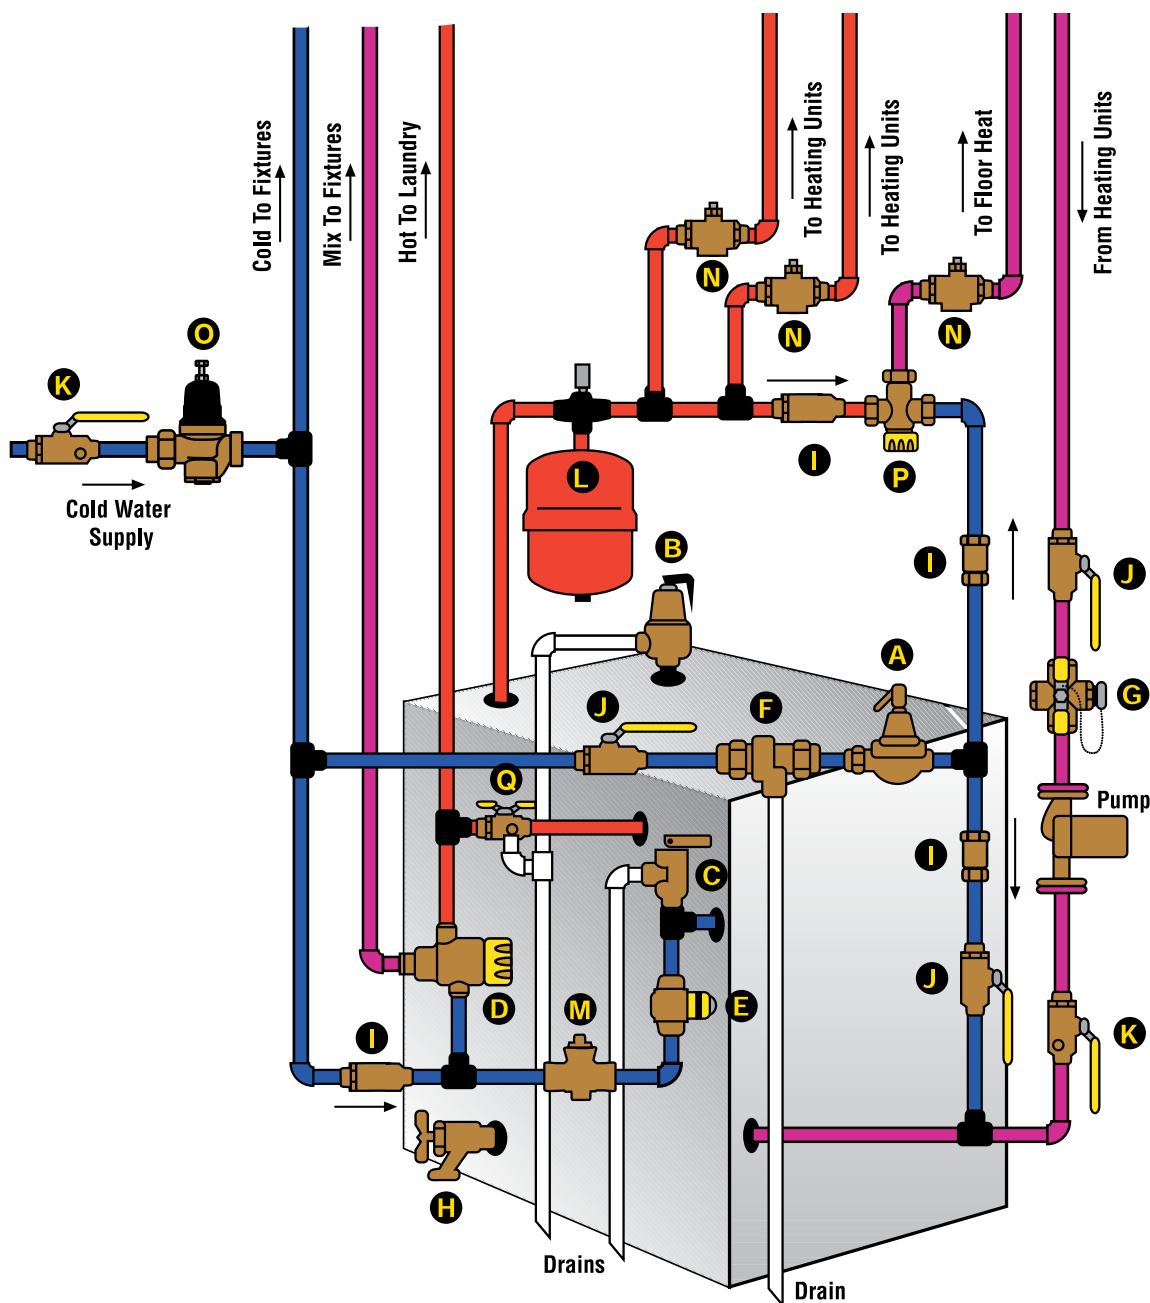 Cold To Fixtures
Mix To Fixtures
Hot To Laundry
To Heating Units
To Heating Units
To Floor Heat
From Heating Units
N
N
N
O
K
Cold Water
Supply
L
I
P
B
I
J
A
G
J
F
Q
Pump
C
I
D
M
E
J
K
I
H
Drains
Drain